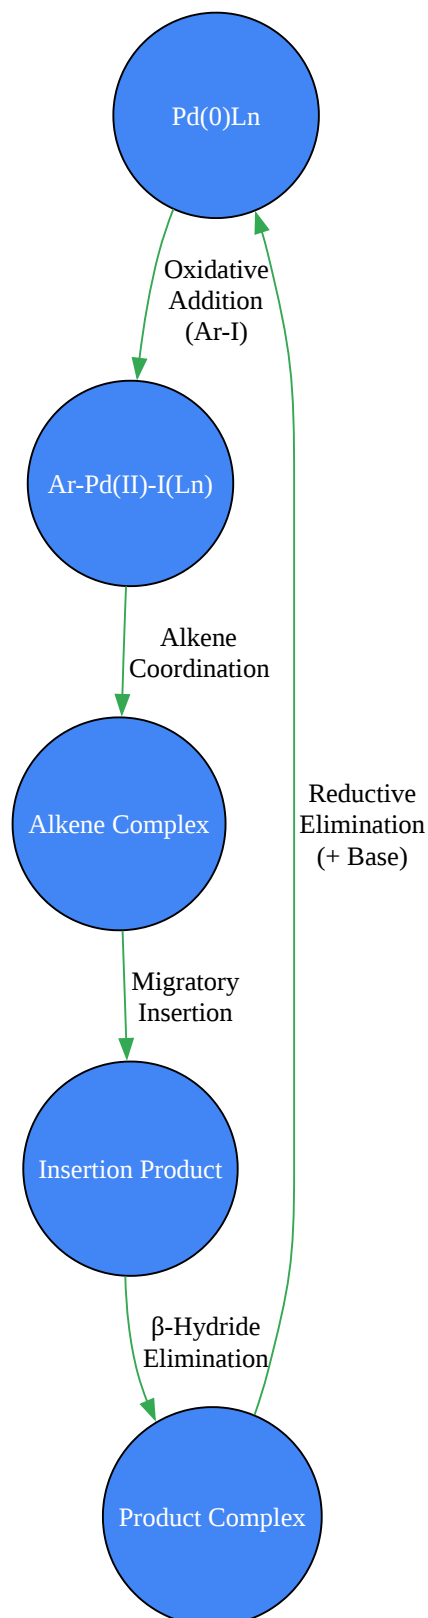 Pd(0)Ln
Oxidative
Addition
(Ar-I)
Ar-Pd(II)-I(Ln)
Alkene
Coordination
Alkene Complex
Reductive
Elimination
(+ Base)
Migratory
Insertion
Insertion Product
β-Hydride
Elimination
Product Complex